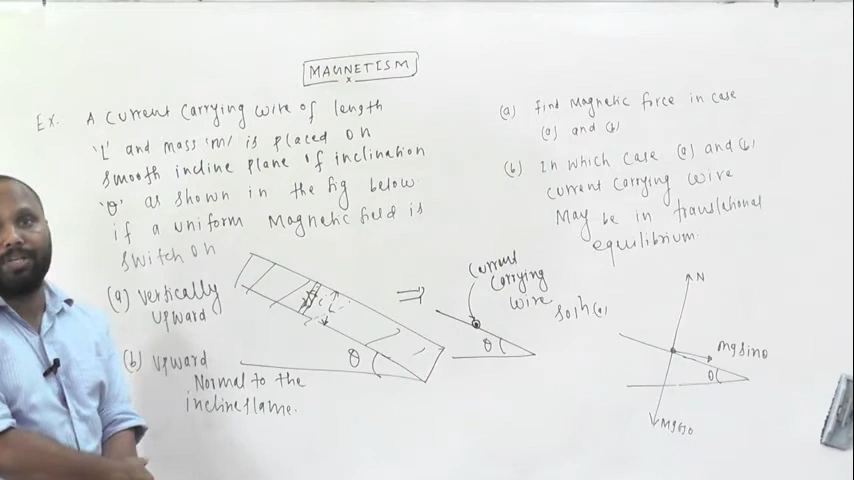 MAGNETISM
Ex. A current carrying wire of length
'L' and mass 'm' is placed on
smooth incline plane of inclination
'θ' as shown in the fig below
if a uniform Magnetic field is
switch on
(a) vertically
upward
(b) upward
Normal to the
incline
θ
⇒
current
carrying
wire
θ
(a) find Magnetic force in case
(a) and (b)
(b) In which case (a) and (b)
current carrying wire
May be in translational
equilibrium.
Solⁿ (a)
N
mg sinθ
θ